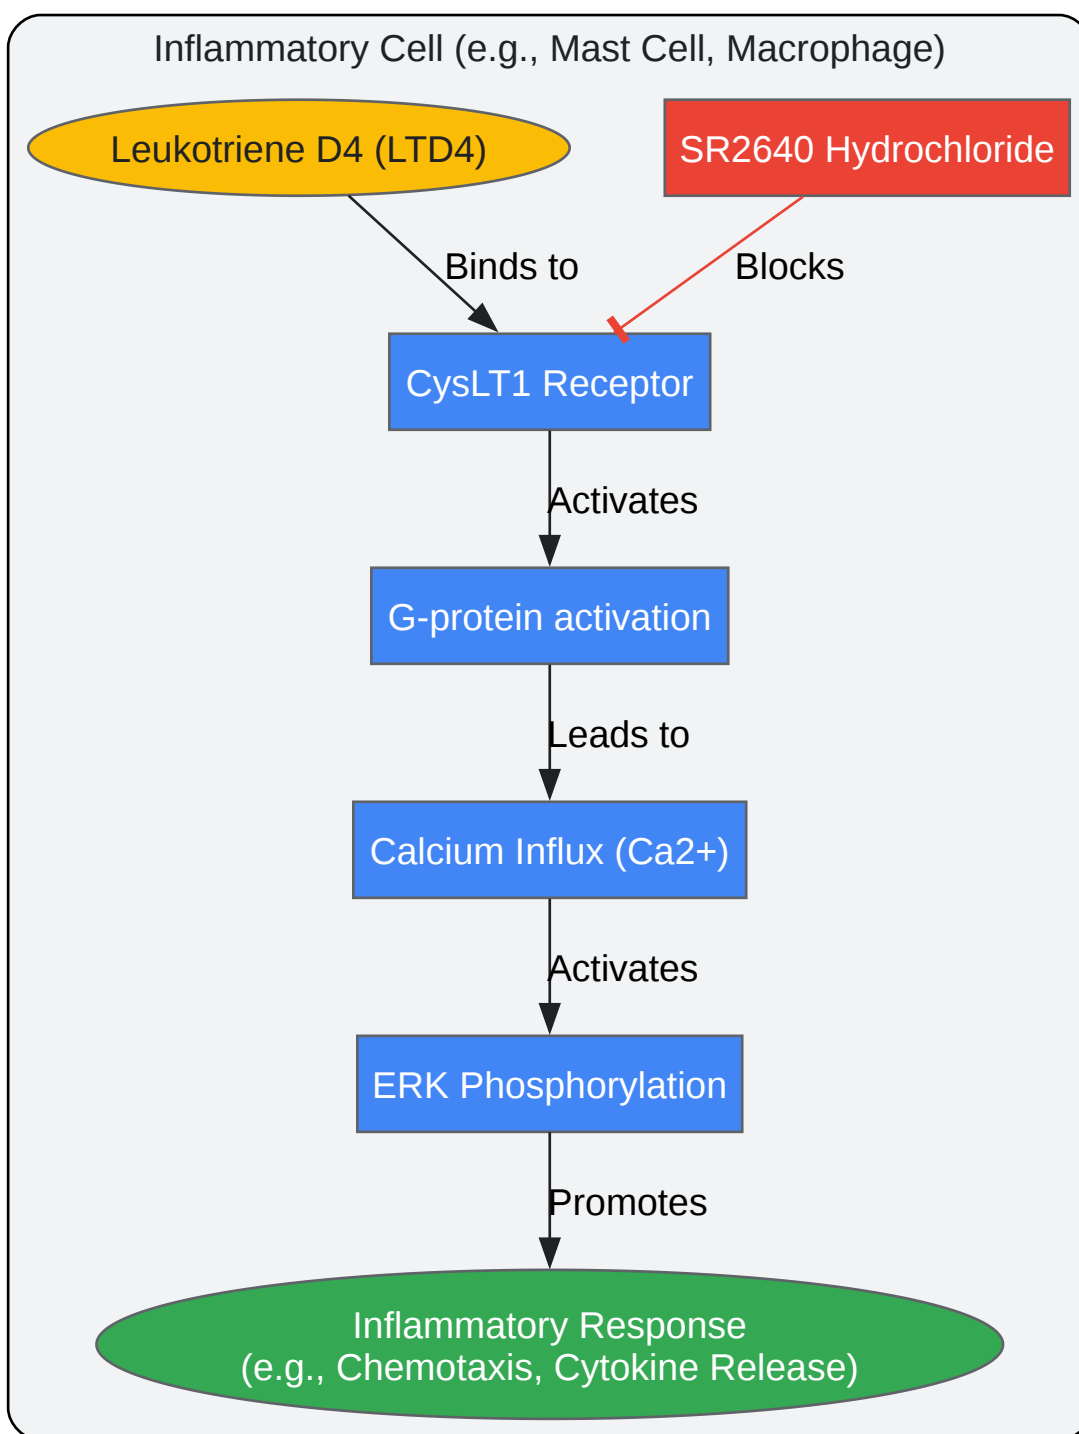 Inflammatory Cell (e.g., Mast Cell, Macrophage)
Leukotriene D4 (LTD4)
SR2640 Hydrochloride
Binds to
Blocks
CysLT1 Receptor
Activates
G-protein activation
Leads to
Calcium Influx (Ca2+)
Activates
ERK Phosphorylation
Promotes
Inflammatory Response
(e.g., Chemotaxis, Cytokine Release)